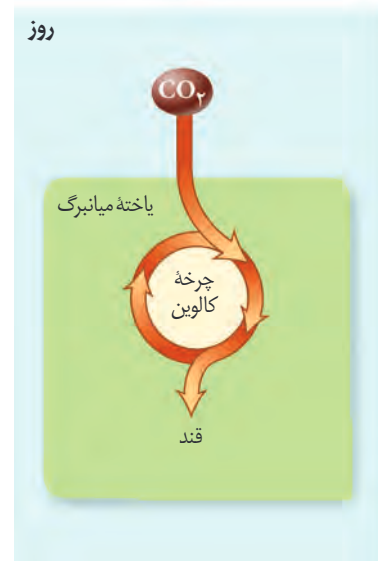 روز
CO۲
یاختهٔ میانبرگ
چرخهٔ
کالوین
قند